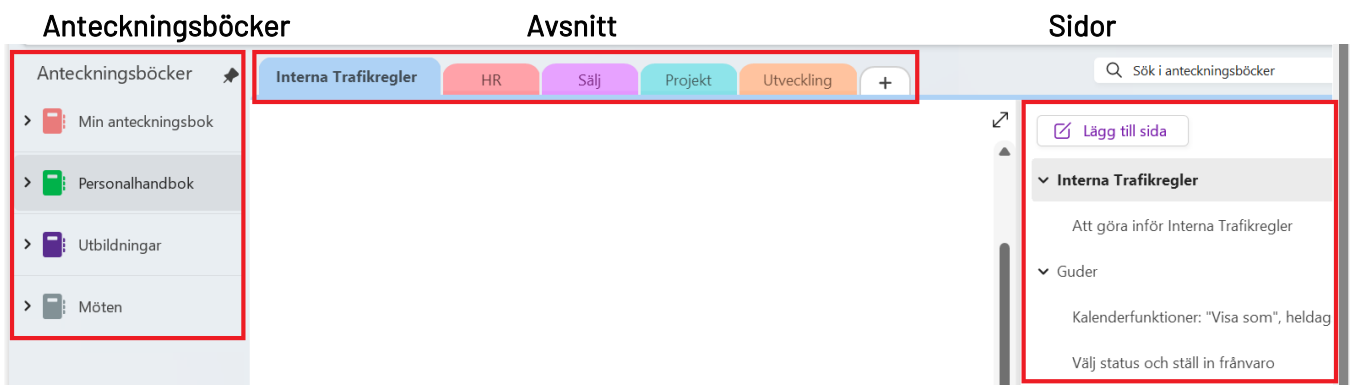 Anteckningsböcker
Avsnitt
Sidor
Anteckningsböcker
Min anteckningsbok
Personalhandbok
Utbildningar
Möten
Interna Trafikregler HR Sälj Projekt Utveckling +
Sök i anteckningsböcker
Lägg till sida
Interna Trafikregler
Att göra inför Interna Trafikregler
Guder
Kalenderfunktioner: "Visa som", heldag
Välj status och ställ in frånvaro